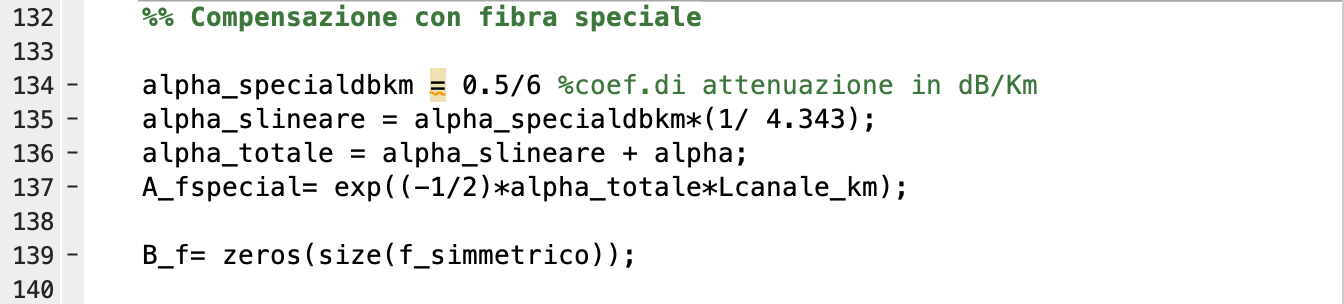 132 %% Compensazione con fibra speciale
133
134 - alpha_specialdbkm = 0.5/6 %coef.di attenuazione in dB/Km
135 - alpha_slineare = alpha_specialdbkm*(1/ 4.343);
136 - alpha_totale = alpha_slineare + alpha;
137 - A_fspecial= exp((-1/2)*alpha_totale*Lcanale_km);
138
139 - B_f= zeros(size(f_simmetrico));
140